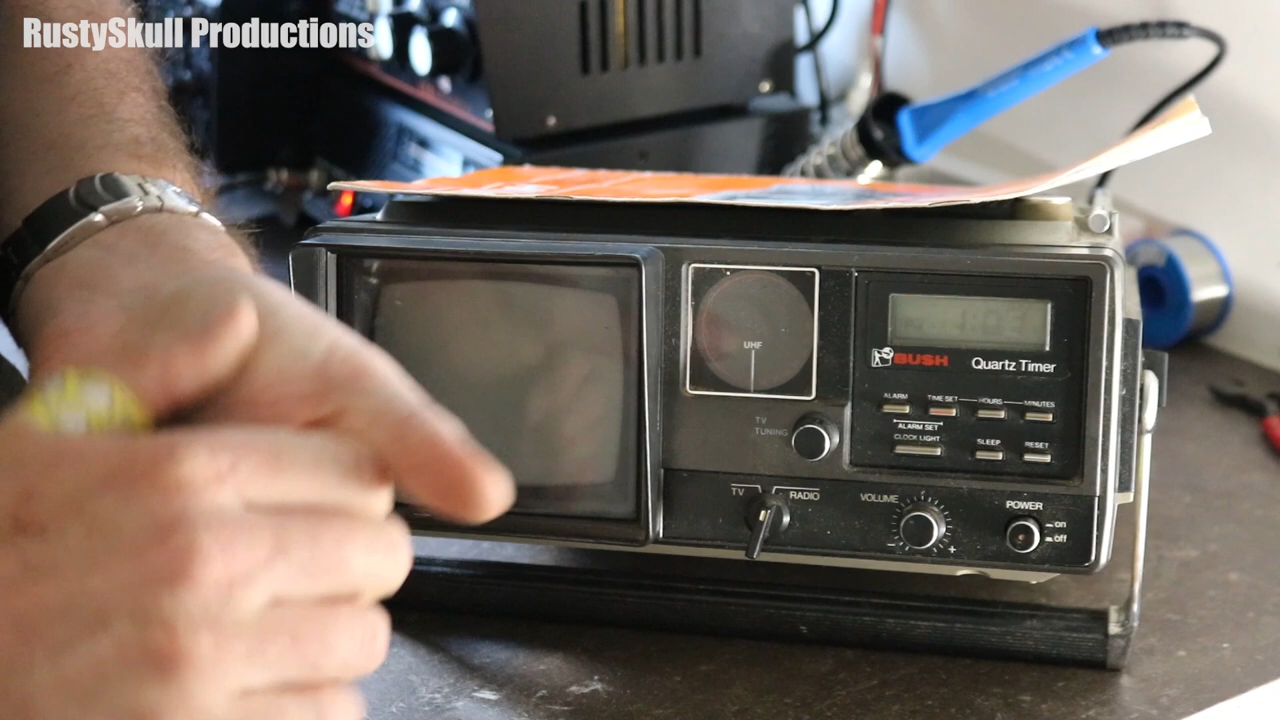 RustySkull Productions
UHF
BUSH
Quartz Timer
ALARM TIME SET HOURS MINUTES
ALARM SET
CLOCK LIGHT SLEEP RESET
TV
TUNING
TV RADIO VOLUME POWER
on
off
+